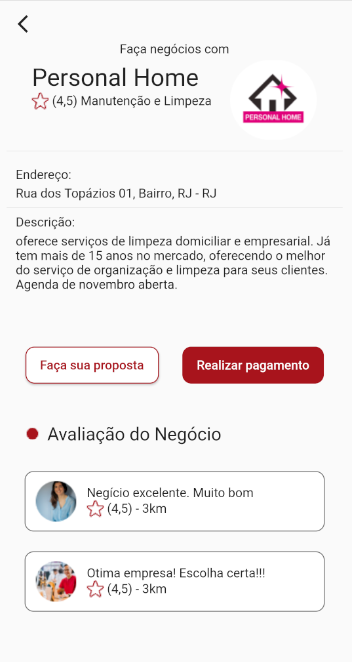 Faça negócios com
Personal Home
(4,5) Manutenção e Limpeza
PERSONAL HOME
Endereço:
Rua dos Topázios 01, Bairro, RJ - RJ
Descrição:
oferece serviços de limpeza domiciliar e empresarial. Já
tem mais de 15 anos no mercado, oferecendo o melhor
do serviço de organização e limpeza para seus clientes.
Agenda de novembro aberta.
Faça sua proposta
Realizar pagamento
Avaliação do Negócio
Negício excelente. Muito bom
(4,5) - 3km
Otima empresa! Escolha certa!!!
(4,5) - 3km